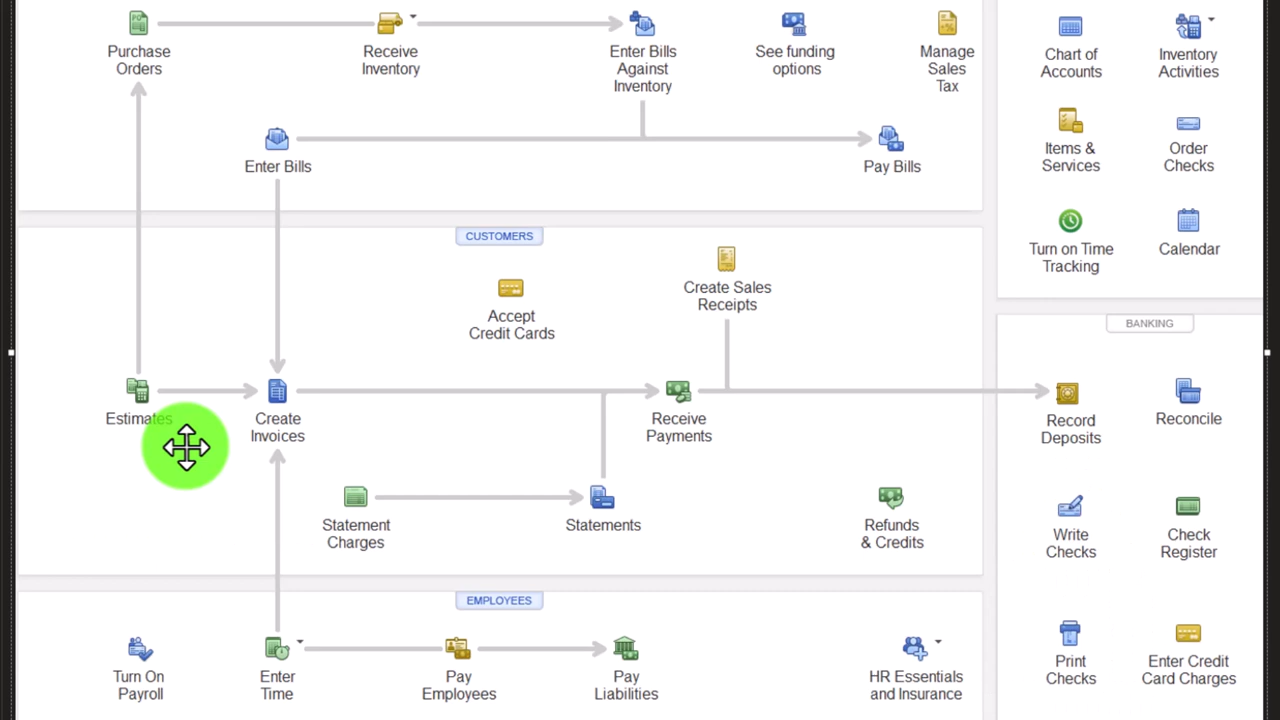 Purchase
Orders
Receive
Inventory
Enter Bills
Against
Inventory
See funding
options
Manage
Sales
Tax
Enter Bills
Pay Bills
CUSTOMERS
Create Sales
Receipts
Accept
Credit Cards
Estimates
Create
Invoices
Receive
Payments
Statement
Charges
Statements
Refunds
& Credits
EMPLOYEES
Turn On
Payroll
Enter
Time
Pay
Employees
Pay
Liabilities
HR Essentials
and Insurance
Chart of
Accounts
Inventory
Activities
Items &
Services
Order
Checks
Turn on Time
Tracking
Calendar
BANKING
Record
Deposits
Reconcile
Write
Checks
Check
Register
Print
Checks
Enter Credit
Card Charges